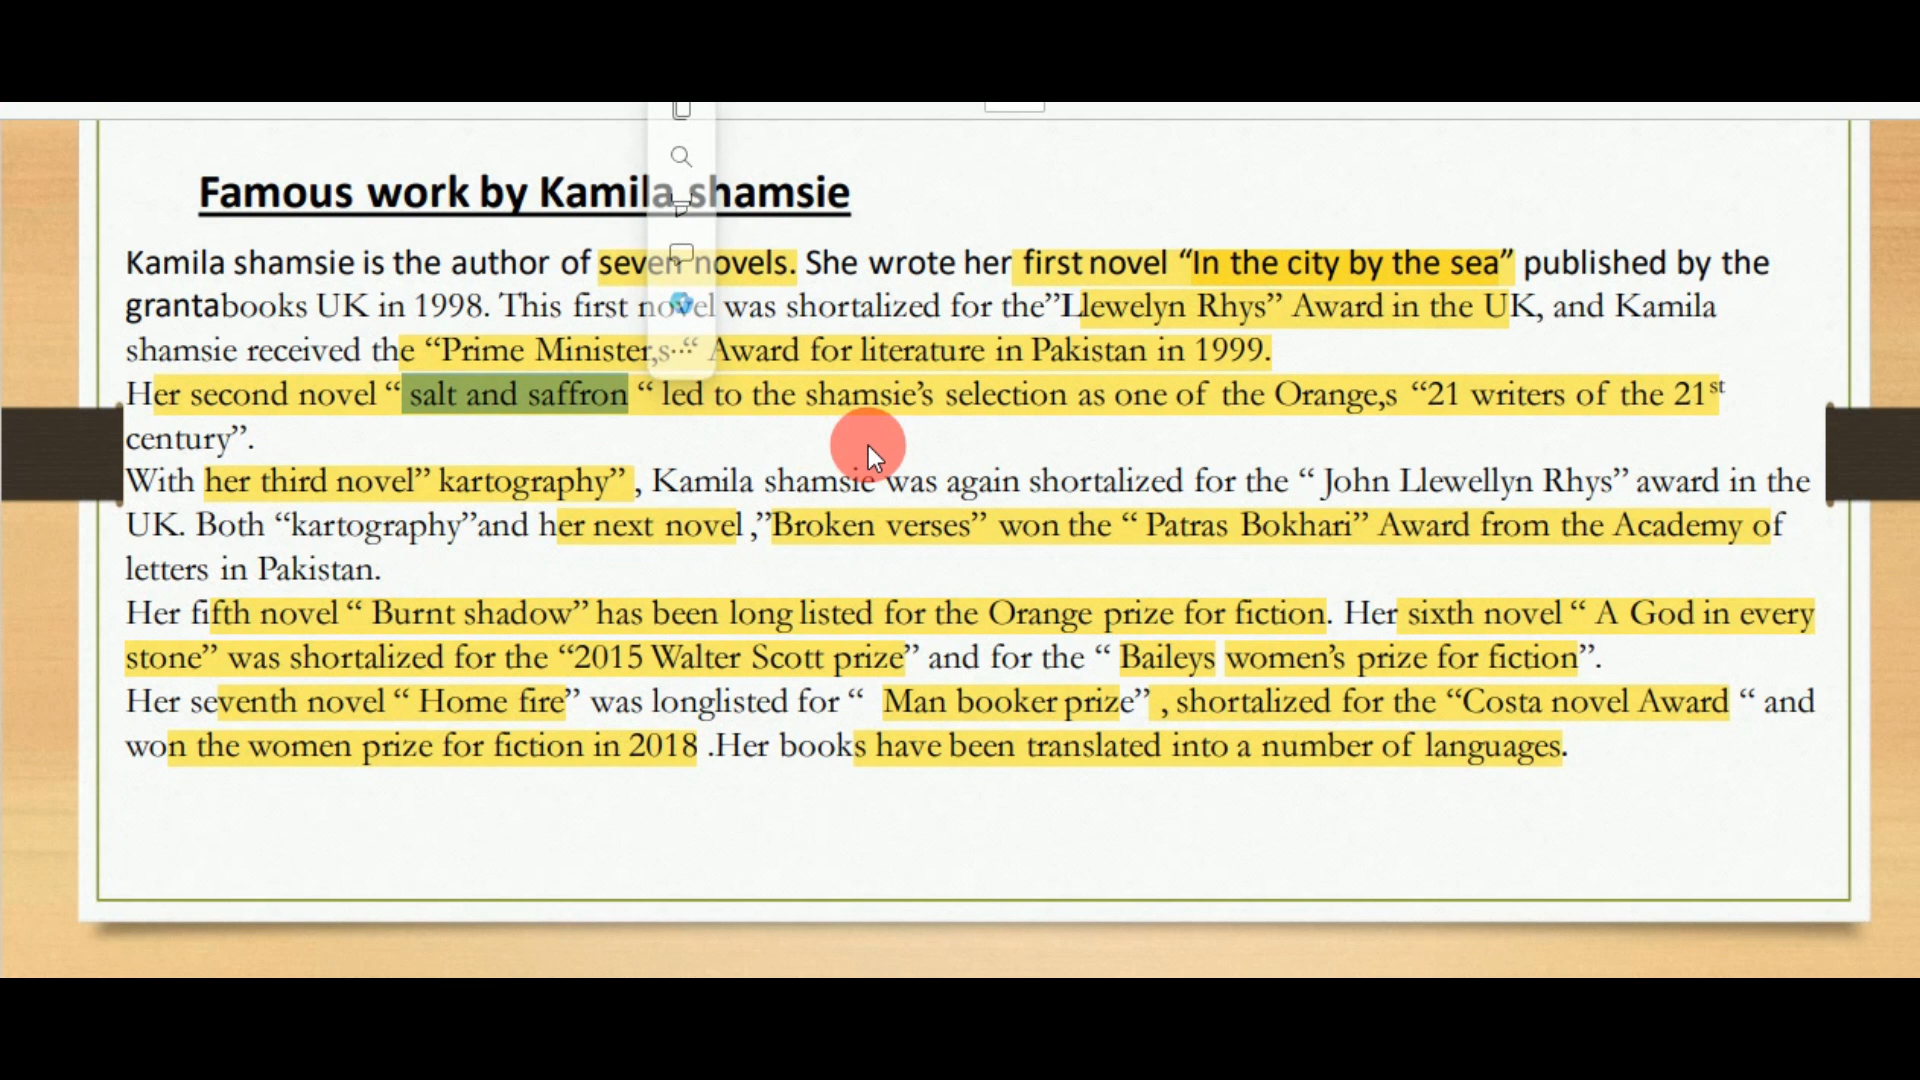 Famous work by Kamila shamsie
Kamila shamsie is the author of seven novels. She wrote her first novel “In the city by the sea” published by the
grantabooks UK in 1998. This first novel was shortalized for the”Llewelyn Rhys” Award in the UK, and Kamila
shamsie received the “Prime Minister,s “ Award for literature in Pakistan in 1999.
Her second novel “ salt and saffron “ led to the shamsie’s selection as one of the Orange,s “21 writers of the 21st
century”.
With her third novel” kartography” , Kamila shamsie was again shortalized for the “ John Llewellyn Rhys” award in the
UK. Both “kartography”and her next novel ,”Broken verses” won the “ Patras Bokhari” Award from the Academy of
letters in Pakistan.
Her fifth novel “ Burnt shadow” has been long listed for the Orange prize for fiction. Her sixth novel “ A God in every
stone” was shortalized for the “2015 Walter Scott prize” and for the “ Baileys women’s prize for fiction”.
Her seventh novel “ Home fire” was longlisted for “ Man booker prize” , shortalized for the “Costa novel Award “ and
won the women prize for fiction in 2018 .Her books have been translated into a number of languages.